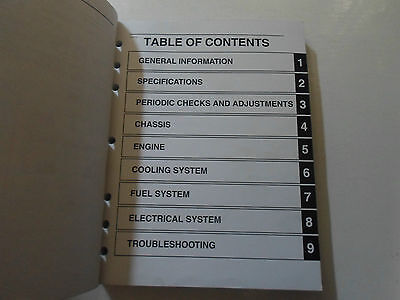 TABLE OF CONTENTS
GENERAL INFORMATION 1
SPECIFICATIONS 2
PERIODIC CHECKS AND ADJUSTMENTS 3
CHASSIS 4
ENGINE 5
COOLING SYSTEM 6
FUEL SYSTEM 7
ELECTRICAL SYSTEM 8
TROUBLESHOOTING 9